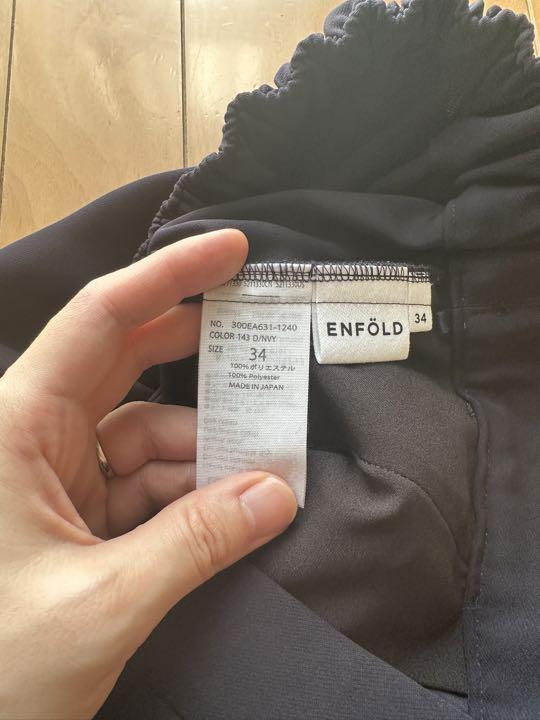 NO. 300EA631-1240
COLOR 143 D/NVY
SIZE 34
100%ポリエステル
100% Polyester
MADE IN JAPAN
ENFÖLD
34